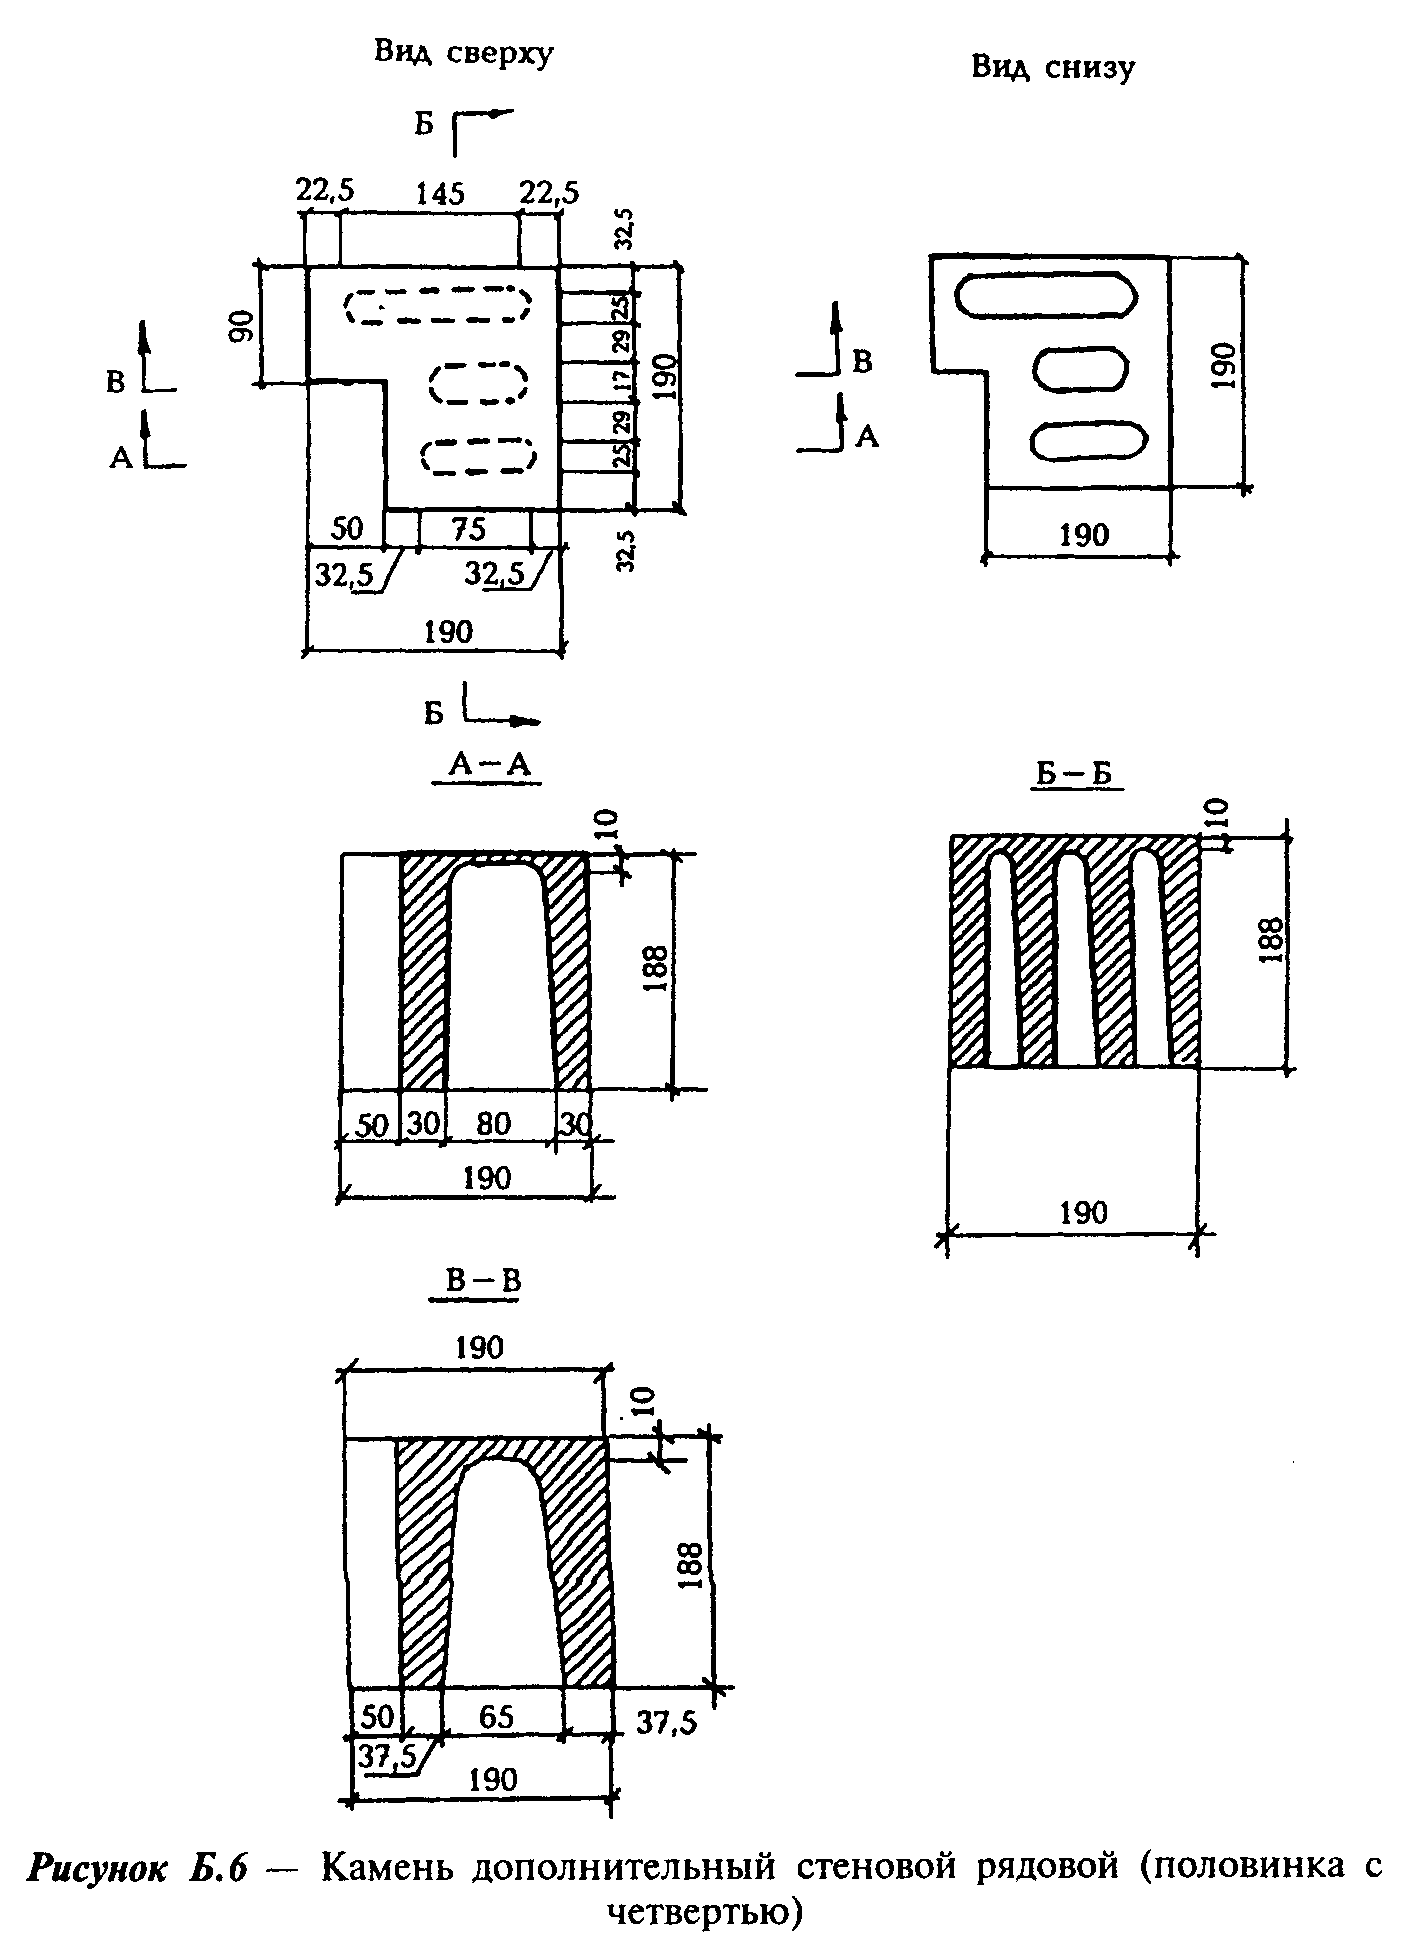 Вид сверху
Вид снизу
Б
22,5 145 22,5
32,5
90
25
29
17
29
25
190
32,5
В
А
50 75
32,5 32,5
190
Б
В
А
190
190
А – А
10
188
50 30 80 30
190
Б – Б
10
188
190
В – В
190
10
188
50 65 37,5
37,5
190
Рисунок Б.6 — Камень дополнительный стеновой рядовой (половинка с
четвертью)